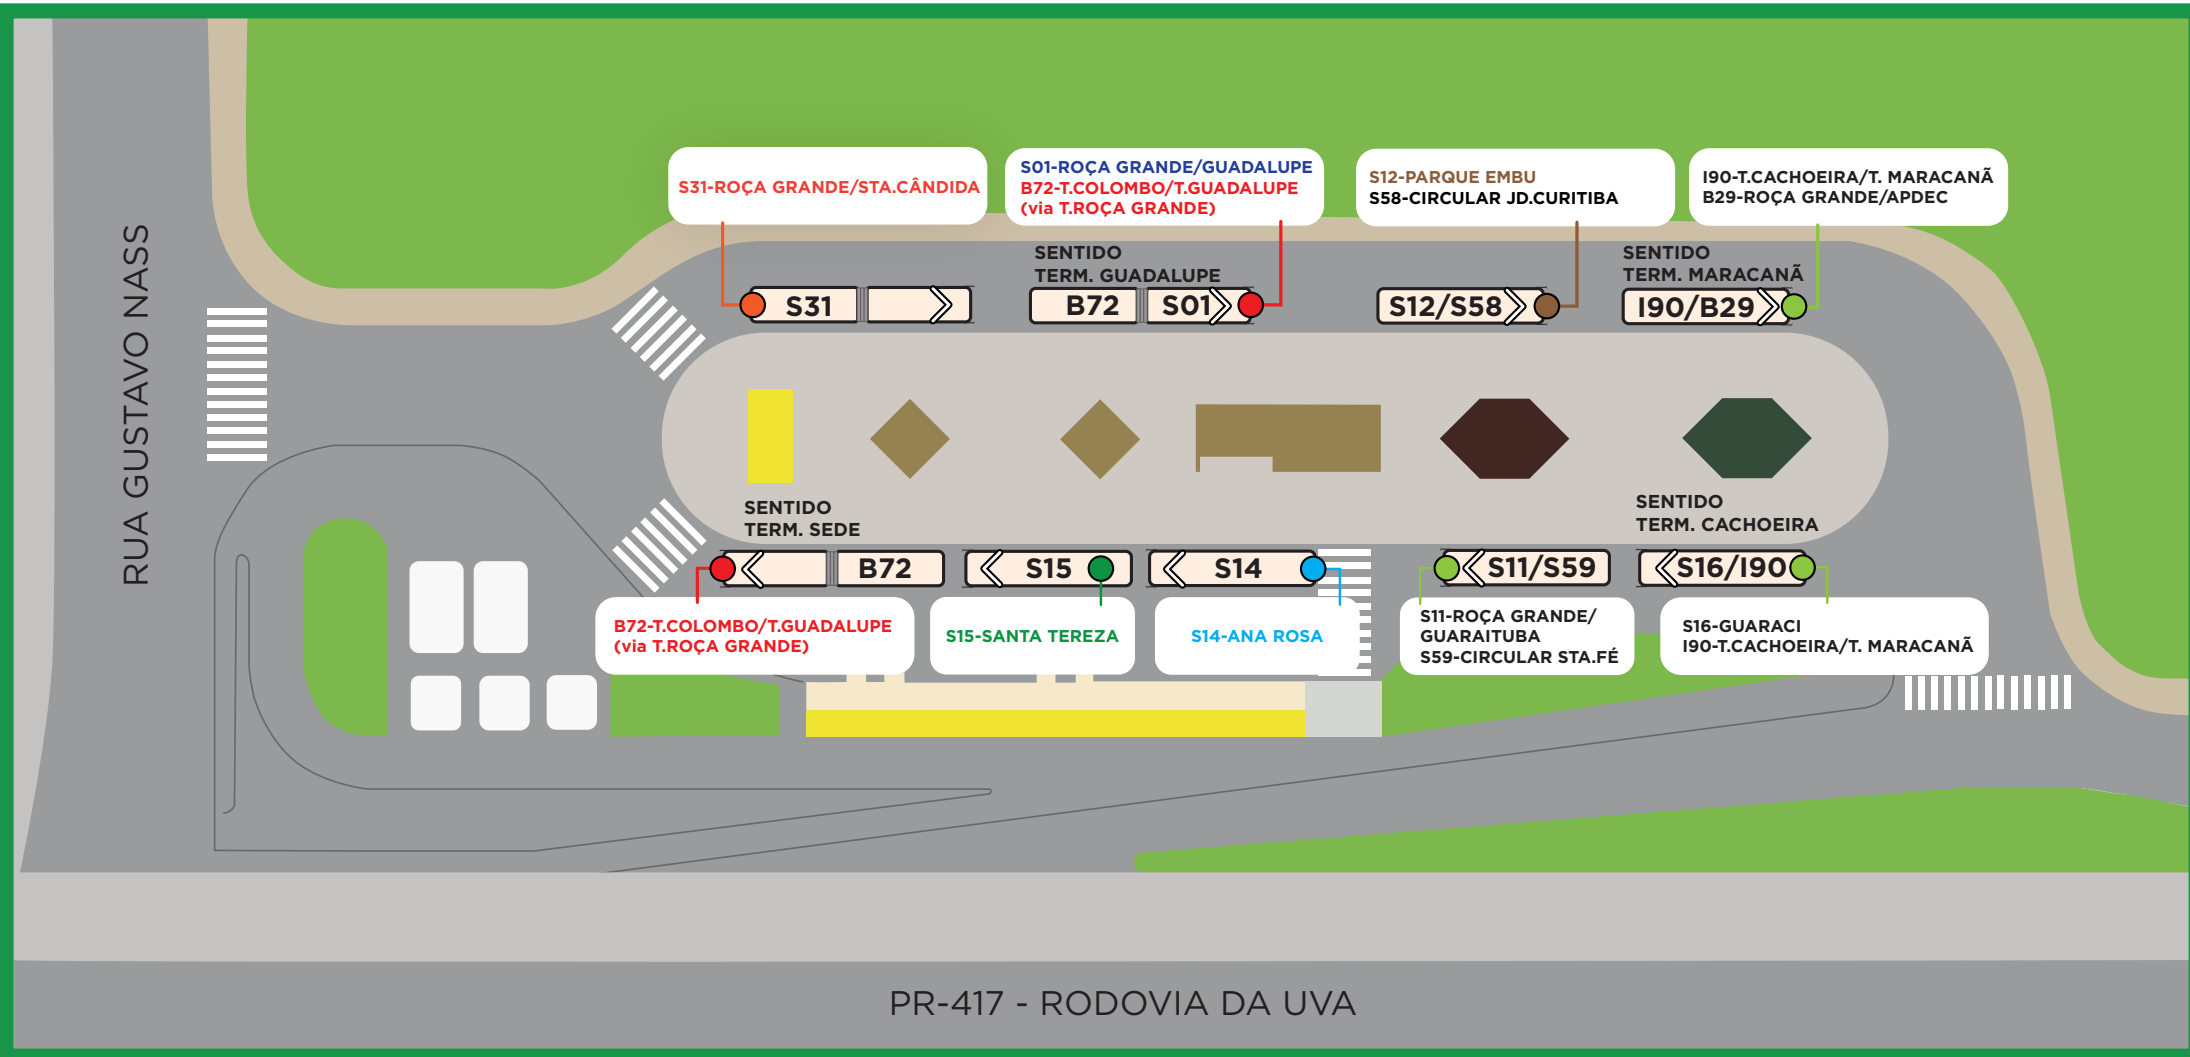 S31-ROÇA GRANDE/STA.CÂNDIDA
S01-ROÇA GRANDE/GUADALUPE
B72-T.COLOMBO/T.GUADALUPE
(via T.ROÇA GRANDE)
S12-PARQUE EMBU
S58-CIRCULAR JD.CURITIBA
I90-T.CACHOEIRA/T. MARACANÃ
B29-ROÇA GRANDE/APDEC
SENTIDO
TERM. GUADALUPE
SENTIDO
TERM. MARACANÃ
S31
B72
S01
S12/S58
I90/B29
RUA GUSTAVO NASS
SENTIDO
TERM. SEDE
SENTIDO
TERM. CACHOEIRA
B72
S15
S14
S11/S59
S16/I90
B72-T.COLOMBO/T.GUADALUPE
(via T.ROÇA GRANDE)
S15-SANTA TEREZA
S14-ANA ROSA
S11-ROÇA GRANDE/
GUARAITUBA
S59-CIRCULAR STA.FÉ
S16-GUARACI
I90-T.CACHOEIRA/T. MARACANÃ
PR-417 - RODOVIA DA UVA